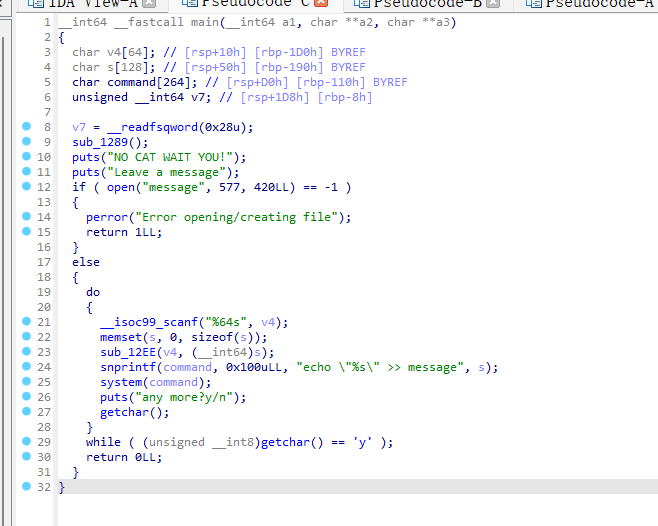 IDA View-A Pseudocode-C Pseudocode-B Pseudocode-A
1 __int64 __fastcall main(__int64 a1, char **a2, char **a3)
2 {
3 char v4[64]; // [rsp+10h] [rbp-1D0h] BYREF
4 char s[128]; // [rsp+50h] [rbp-190h] BYREF
5 char command[264]; // [rsp+D0h] [rbp-110h] BYREF
6 unsigned __int64 v7; // [rsp+1D8h] [rbp-8h]
7
8 v7 = __readfsqword(0x28u);
9 sub_1289();
10 puts("NO CAT WAIT YOU!");
11 puts("Leave a message");
12 if ( open("message", 577, 420LL) == -1 )
13 {
14 perror("Error opening/creating file");
15 return 1LL;
16 }
17 else
18 {
19 do
20 {
21 __isoc99_scanf("%64s", v4);
22 memset(s, 0, sizeof(s));
23 sub_12EE(v4, (__int64)s);
24 snprintf(command, 0x100uLL, "echo \"%s\" >> message", s);
25 system(command);
26 puts("any more?y/n");
27 getchar();
28 }
29 while ( (unsigned __int8)getchar() == 'y' );
30 return 0LL;
31 }
32 }